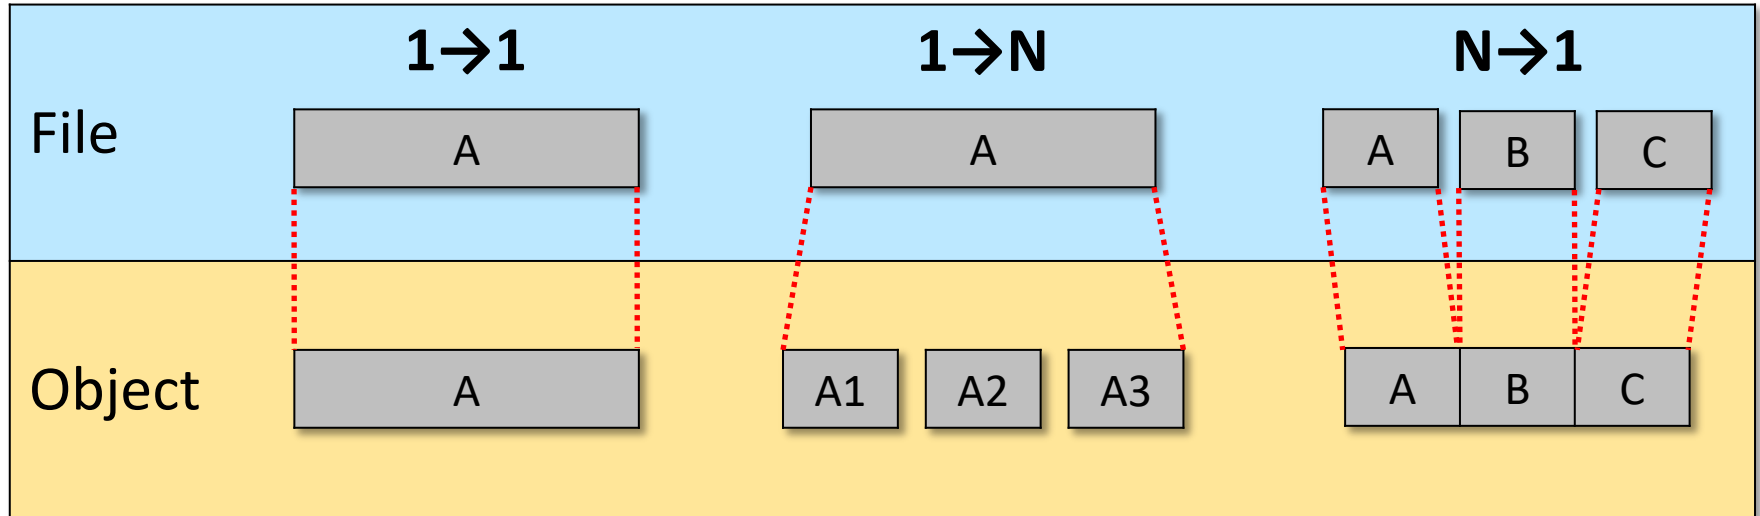 1→1 1→N N→1
File A A A B C
Object A A1 A2 A3 A B C